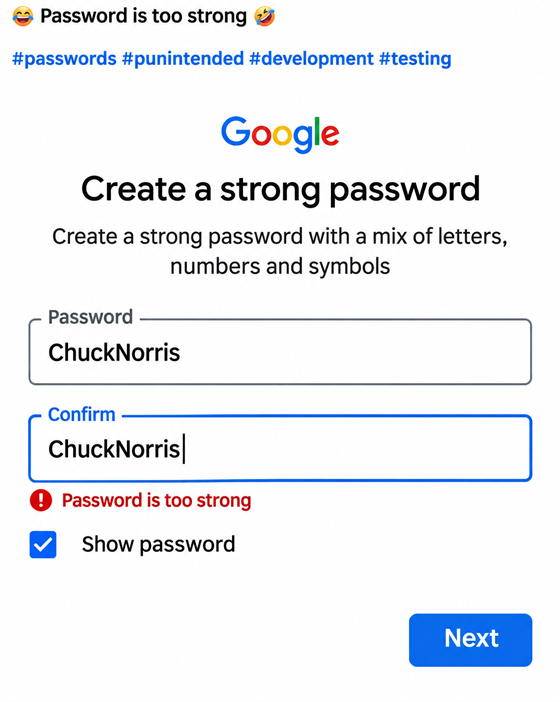 😂 Password is too strong 🤣
#passwords #punintended #development #testing
Google
Create a strong password
Create a strong password with a mix of letters,
numbers and symbols
Password
ChuckNorris
Confirm
ChuckNorris
Password is too strong
Show password
Next